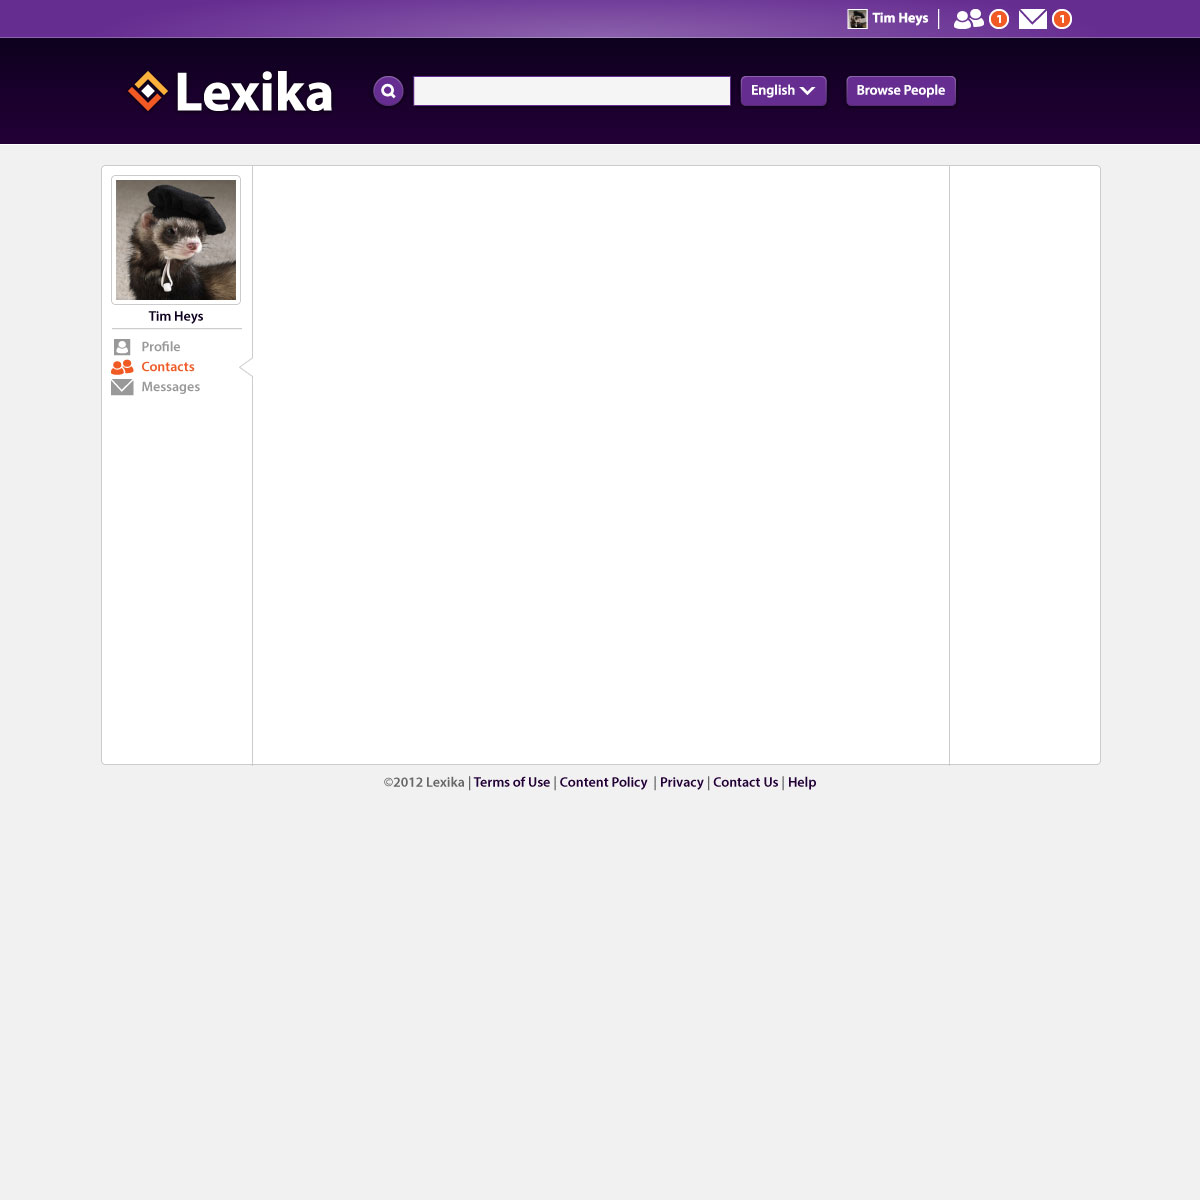 Tim Heys | 1 1
Lexika English Browse People
Tim Heys
Profile
Contacts
Messages
©2012 Lexika | Terms of Use | Content Policy | Privacy | Contact Us | Help